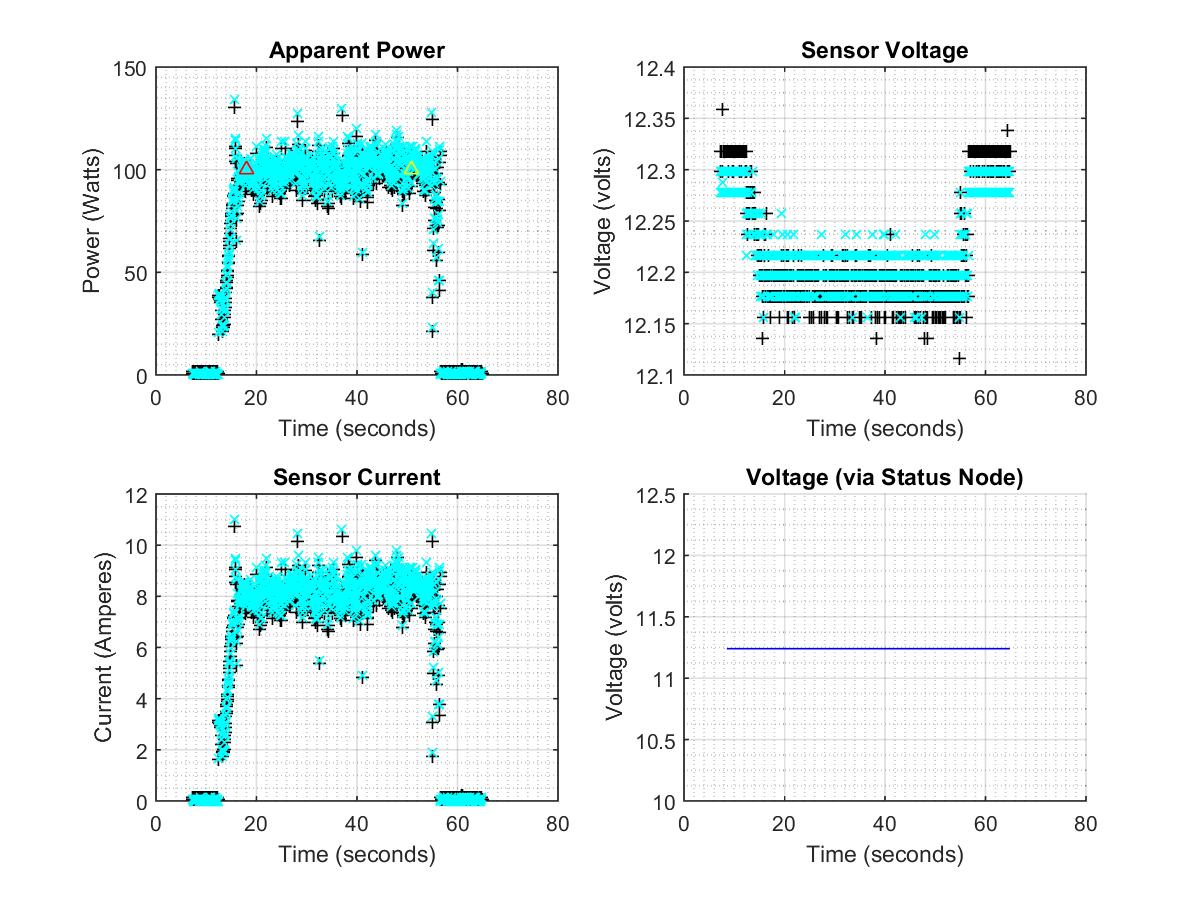 Apparent Power
150
100
50
0
0 20 40 60 80
Power (Watts)
Time (seconds)
Sensor Voltage
12.4
12.35
12.3
12.25
12.2
12.15
12.1
0 20 40 60 80
Voltage (volts)
Time (seconds)
Sensor Current
12
10
8
6
4
2
0
0 20 40 60 80
Current (Amperes)
Time (seconds)
Voltage (via Status Node)
12.5
12
11.5
11
10.5
10
0 20 40 60 80
Voltage (volts)
Time (seconds)